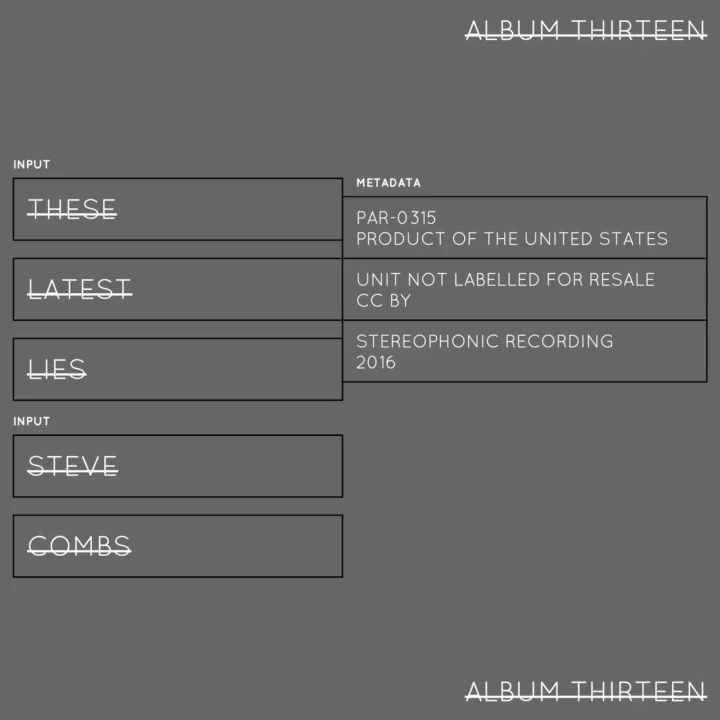 ALBUM THIRTEEN
INPUT
THESE
LATEST
LIES
INPUT
STEVE
COMBS
METADATA
PAR-0315
PRODUCT OF THE UNITED STATES
UNIT NOT LABELLED FOR RESALE
CC BY
STEREOPHONIC RECORDING
2016
ALBUM THIRTEEN